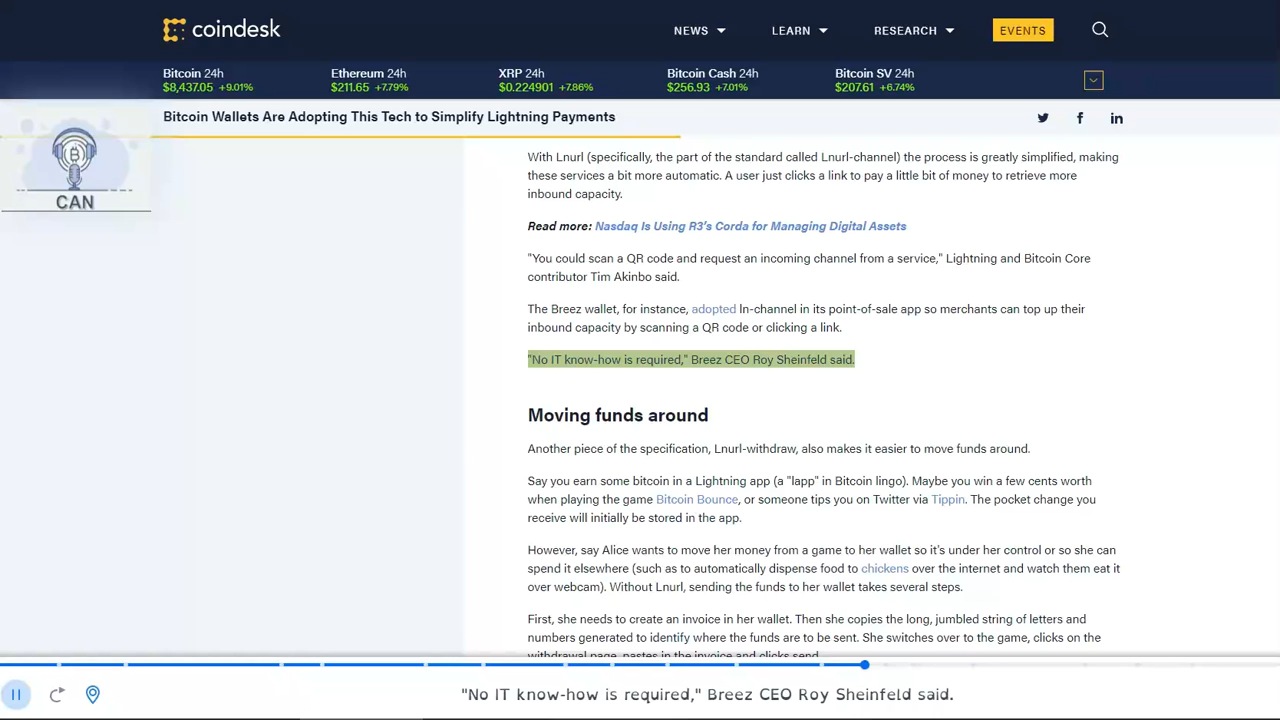 coindesk
NEWS LEARN RESEARCH EVENTS
Bitcoin 24h Ethereum 24h XRP 24h Bitcoin Cash 24h Bitcoin SV 24h
$8,437.05 +9.01% $211.65 +7.79% $0.224901 +7.86% $256.93 +7.01% $207.61 +6.74%
Bitcoin Wallets Are Adopting This Tech to Simplify Lightning Payments
CAN
With Lnurl (specifically, the part of the standard called Lnurl-channel) the process is greatly simplified, making
these services a bit more automatic. A user just clicks a link to pay a little bit of money to retrieve more
inbound capacity.
Read more: Nasdaq Is Using R3's Corda for Managing Digital Assets
"You could scan a QR code and request an incoming channel from a service," Lightning and Bitcoin Core
contributor Tim Akinbo said.
The Breez wallet, for instance, adopted ln-channel in its point-of-sale app so merchants can top up their
inbound capacity by scanning a QR code or clicking a link.
"No IT know-how is required," Breez CEO Roy Sheinfeld said.
Moving funds around
Another piece of the specification, Lnurl-withdraw, also makes it easier to move funds around.
Say you earn some bitcoin in a Lightning app (a "lapp" in Bitcoin lingo). Maybe you win a few cents worth
when playing the game Bitcoin Bounce, or someone tips you on Twitter via Tippin. The pocket change you
receive will initially be stored in the app.
However, say Alice wants to move her money from a game to her wallet so it's under her control or so she can
spend it elsewhere (such as to automatically dispense food to chickens over the internet and watch them eat it
over webcam). Without Lnurl, sending the funds to her wallet takes several steps.
First, she needs to create an invoice in her wallet. Then she copies the long, jumbled string of letters and
numbers generated to identify where the funds are to be sent. She switches over to the game, clicks on the
withdrawal page, pastes in the invoice and clicks send.
"No IT know-how is required," Breez CEO Roy Sheinfeld said.